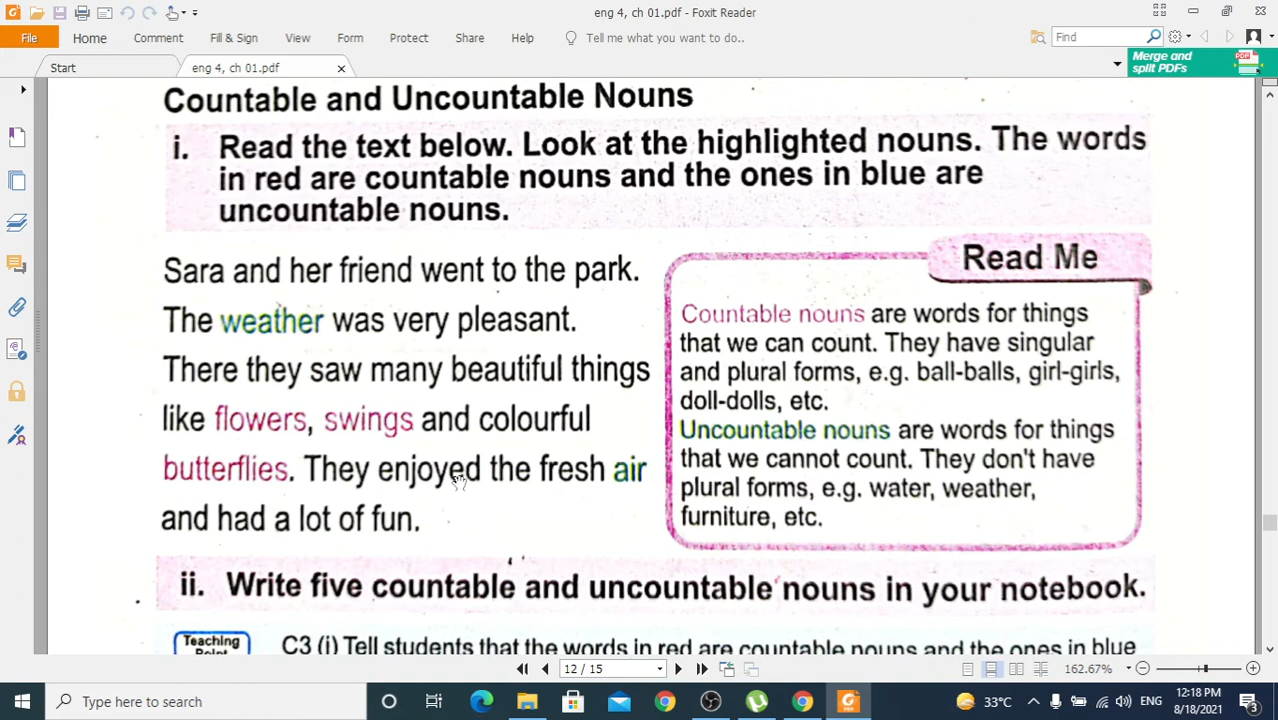 eng 4, ch 01.pdf - Foxit Reader
File Home Comment Fill & Sign View Form Protect Share Help Tell me what you want to do.. Find
Start eng 4, ch 01.pdf
Merge and
split PDFs
Countable and Uncountable Nouns
i. Read the text below. Look at the highlighted nouns. The words
in red are countable nouns and the ones in blue are
uncountable nouns.
Sara and her friend went to the park.
The weather was very pleasant.
There they saw many beautiful things
like flowers, swings and colourful
butterflies. They enjoyed the fresh air
and had a lot of fun.
Read Me
Countable nouns are words for things
that we can count. They have singular
and plural forms, e.g. ball-balls, girl-girls,
doll-dolls, etc.
Uncountable nouns are words for things
that we cannot count. They don't have
plural forms, e.g. water, weather,
furniture, etc.
ii. Write five countable and uncountable nouns in your notebook.
Teaching
Point
C3 (i) Tell students that the words in red are countable nouns and the ones in blue
12 / 15
162.67%
Type here to search
33°C
ENG
12:18 PM
8/18/2021
3